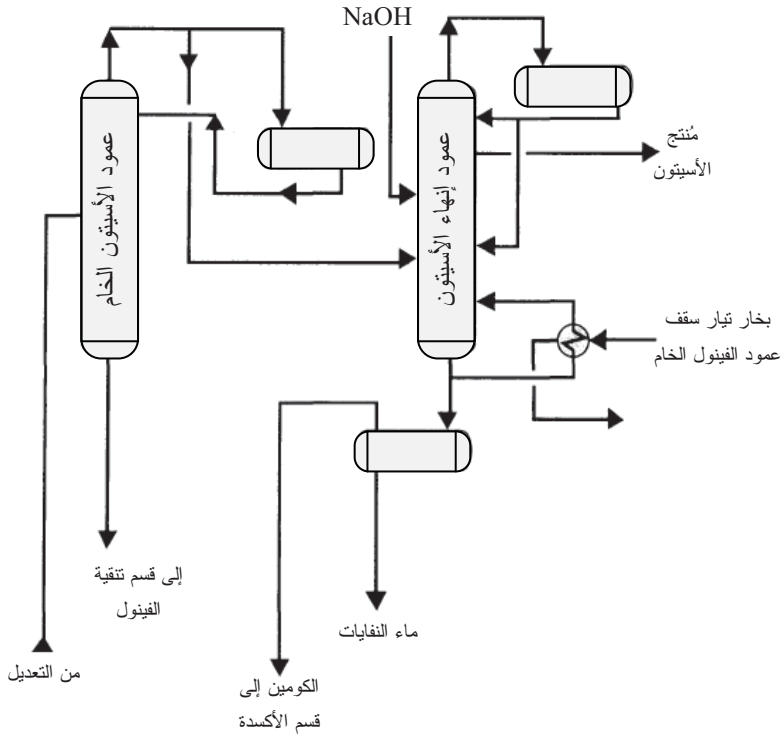 NaOH
عمود الأسيتون الخام
عمود إنهاء الأسيتون
مُنتج
الأسيتون
بخار تيار سقف
عمود الفينول الخام
إلى قسم تنقية
الفينول
ماء النفايات
من التعديل
الكومين إلى
قسم الأكسدة